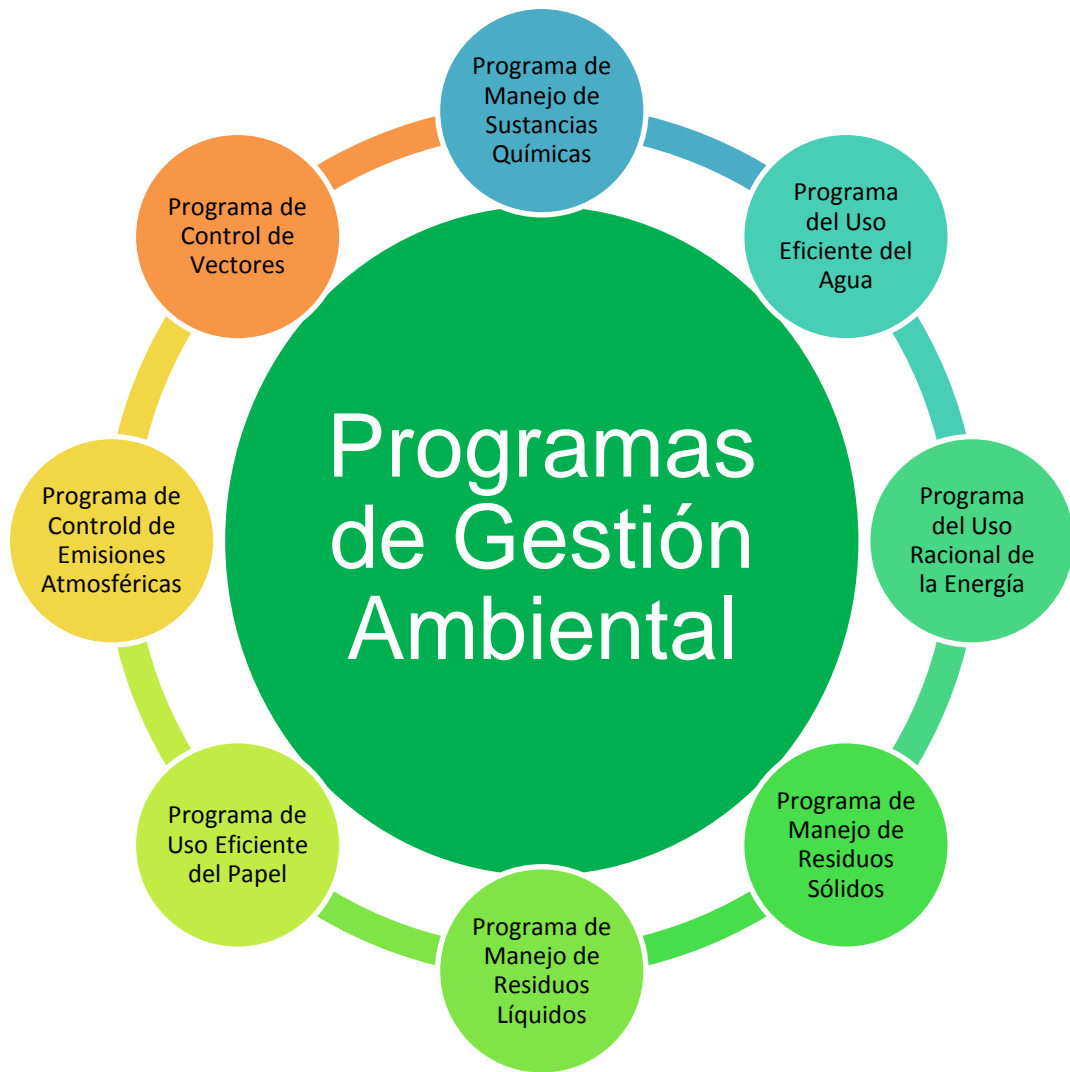 Programa de
Manejo de
Sustancias
Químicas
Programa
del Uso
Eficiente del
Agua
Programa
del Uso
Racional de
la Energía
Programa de
Manejo de
Residuos
Sólidos
Programa de
Manejo de
Residuos
Líquidos
Programa de
Uso Eficiente
del Papel
Programa de
Controld de
Emisiones
Atmosféricas
Programa de
Control de
Vectores
Programas
de Gestión
Ambiental